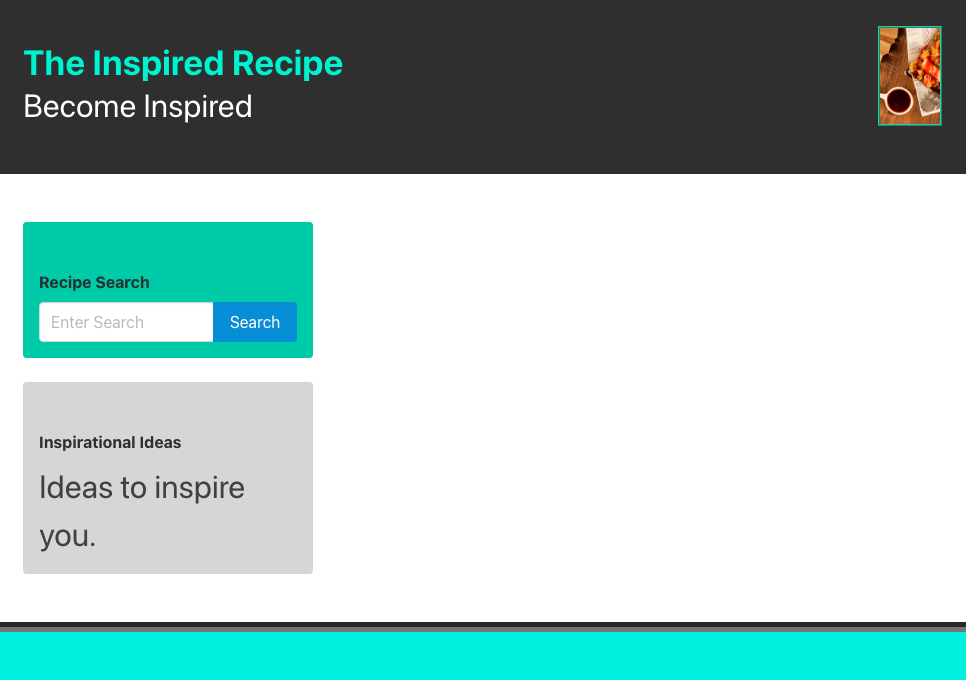 The Inspired Recipe
Become Inspired
Recipe Search
Enter Search
Search
Inspirational Ideas
Ideas to inspire
you.